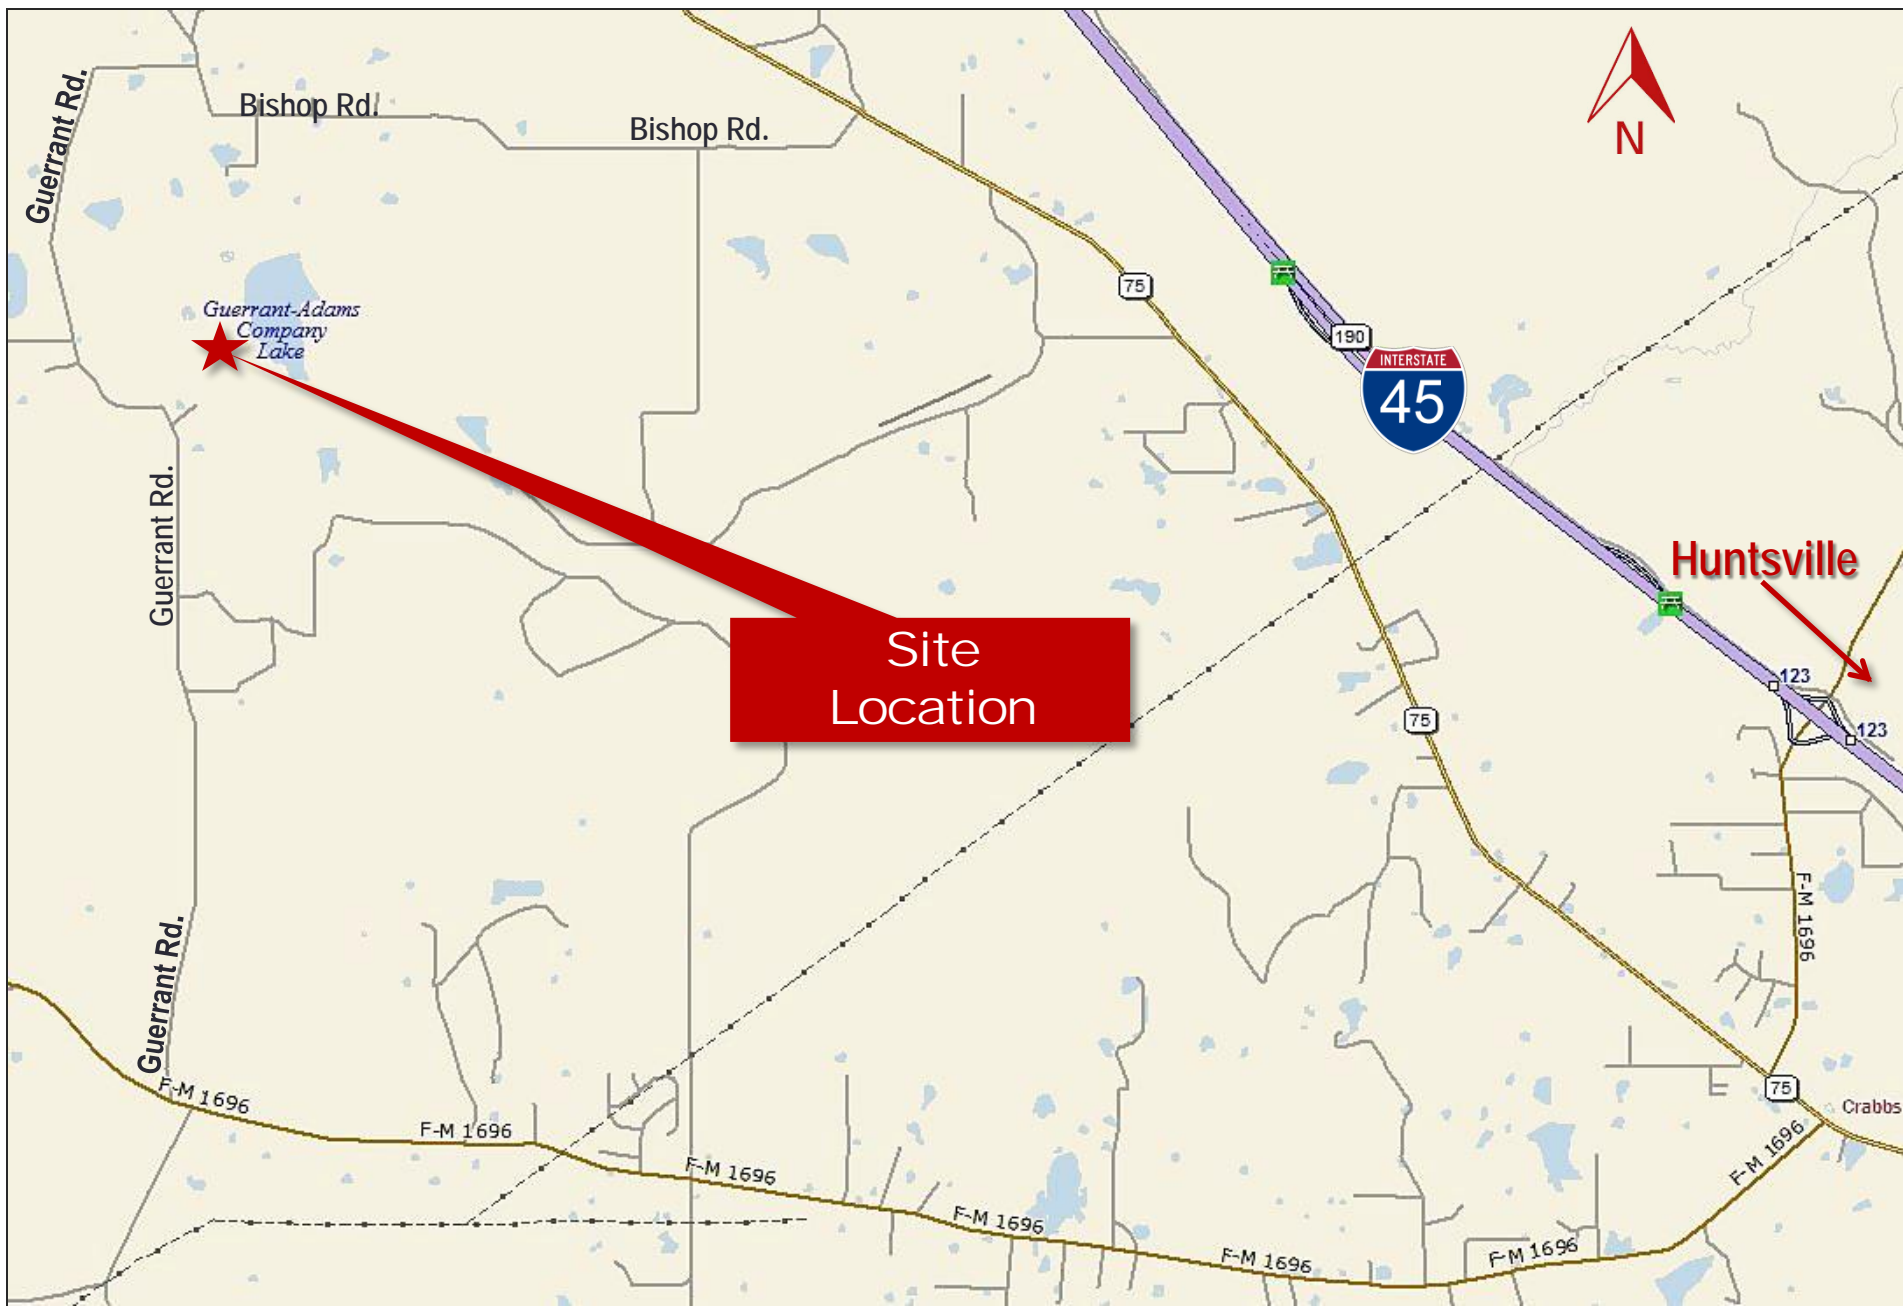 Guerrant Rd.
Bishop Rd.
Bishop Rd.
N
75
190
INTERSTATE
45
Guerrant-Adams
Company
Lake
Guerrant Rd.
Huntsville
Site
Location
123
123
75
F-M 1696
Guerrant Rd.
F-M 1696
F-M 1696
F-M 1696
F-M 1696
F-M 1696
F-M 1696
F-M 1696
75
Crabbs